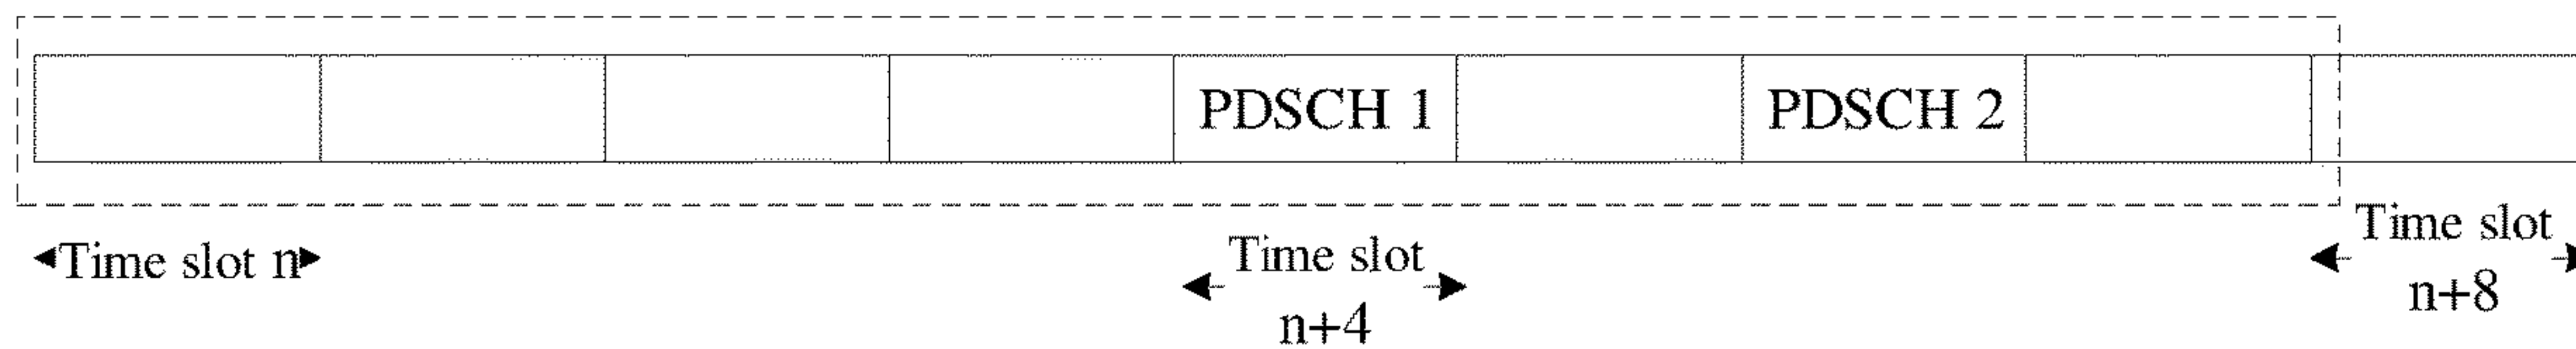 PDSCH 1
PDSCH 2
Time slot n
Time slot
n+4
Time slot
n+8